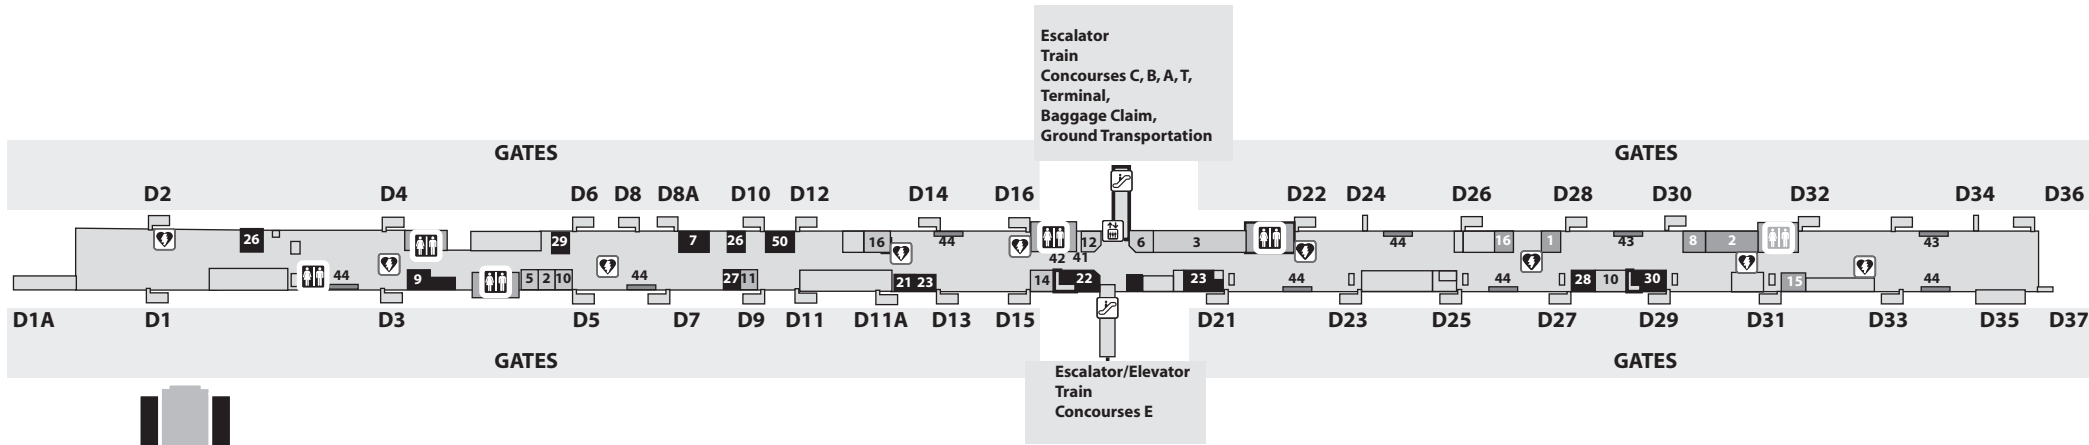 Escalator
Train
Concourses C, B, A, T,
Terminal,
Baggage Claim,
Ground Transportation
GATES
GATES
D2
D4
D6
D8
D8A
D10
D12
D14
D16
D22
D24
D26
D28
D30
D32
D34
D36
26
29
7
26
50
16
44
12
6
3
44
16
1
43
8
2
43
42
41
44
9
5
2
10
44
27
11
21
23
14
22
23
44
44
28
10
30
15
44
D1A
D1
D3
D5
D7
D9
D11
D11A
D13
D15
D21
D23
D25
D27
D29
D31
D33
D35
D37
GATES
GATES
Escalator/Elevator
Train
Concourses E